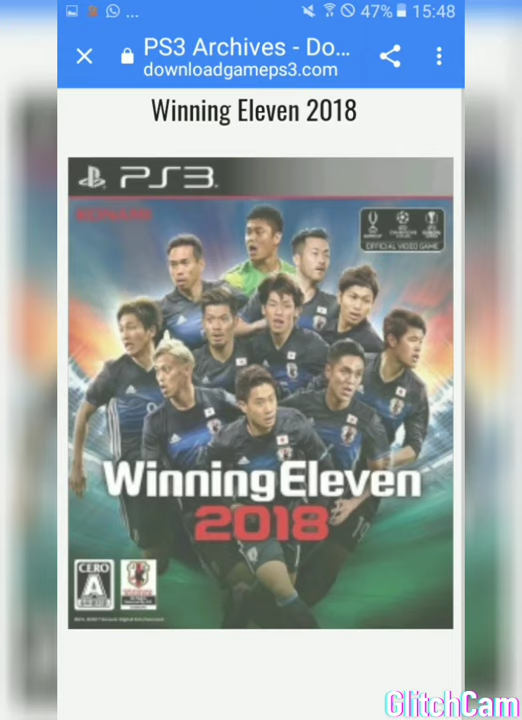 47% 15:48
PS3 Archives - Do...
downloadgameps3.com
Winning Eleven 2018
PS3
KONAMI
OFFICIAL VIDEO GAME
Winning Eleven
2018
CERO
A
GlitchCam